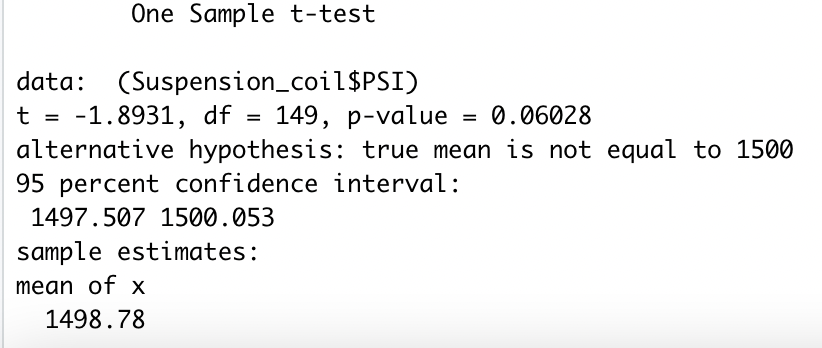 One Sample t-test
data:  (Suspension_coil$PSI)
t = -1.8931, df = 149, p-value = 0.06028
alternative hypothesis: true mean is not equal to 1500
95 percent confidence interval:
1497.507 1500.053
sample estimates:
mean of x
1498.78